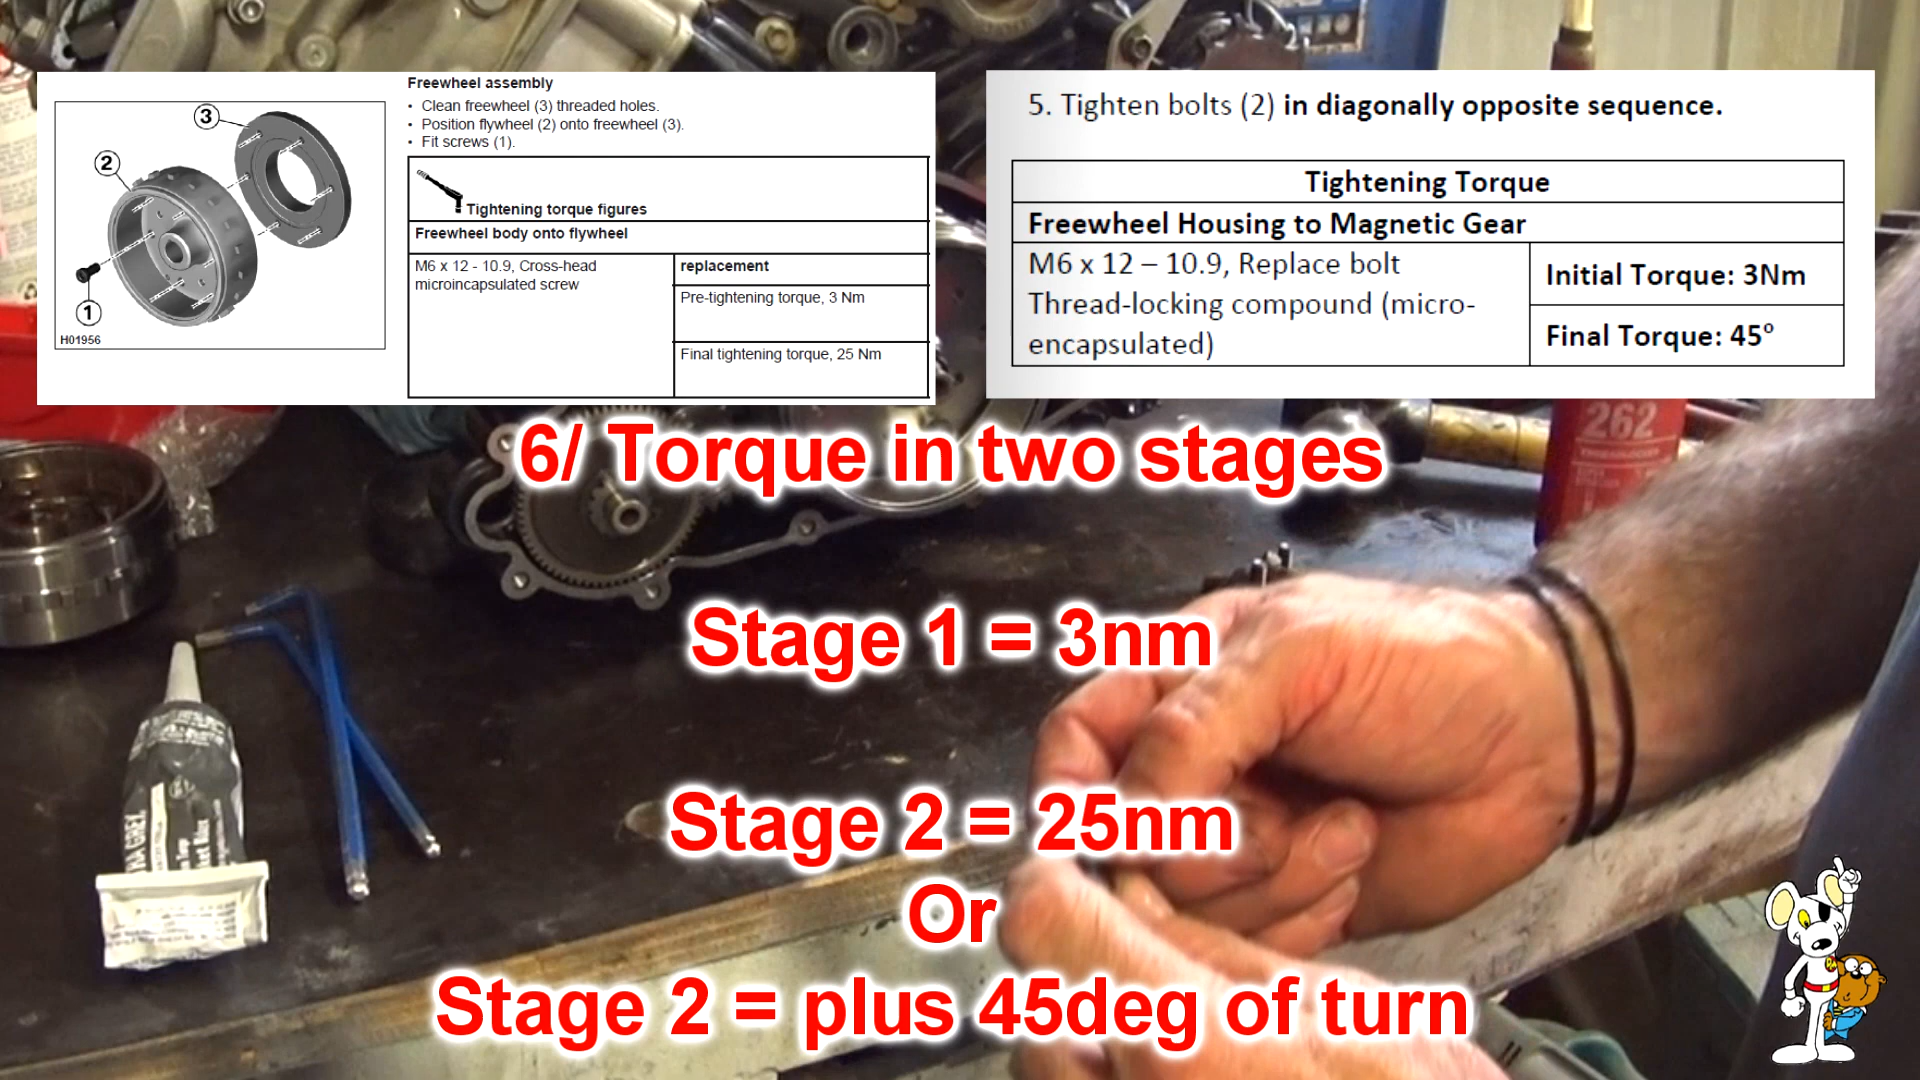 Freewheel assembly
• Clean freewheel (3) threaded holes.
• Position flywheel (2) onto freewheel (3).
• Fit screws (1).
3
2
1
H01956
Tightening torque figures
Freewheel body onto flywheel
M6 x 12 - 10.9, Cross-head
microincapsulated screw
replacement
Pre-tightening torque, 3 Nm
Final tightening torque, 25 Nm
5. Tighten bolts (2) in diagonally opposite sequence.
Tightening Torque
Freewheel Housing to Magnetic Gear
M6 x 12 – 10.9, Replace bolt
Thread-locking compound (micro-
encapsulated)
Initial Torque: 3Nm
Final Torque: 45°
262
6/ Torque in two stages
Stage 1 = 3nm
Stage 2 = 25nm
Or
Stage 2 = plus 45deg of turn